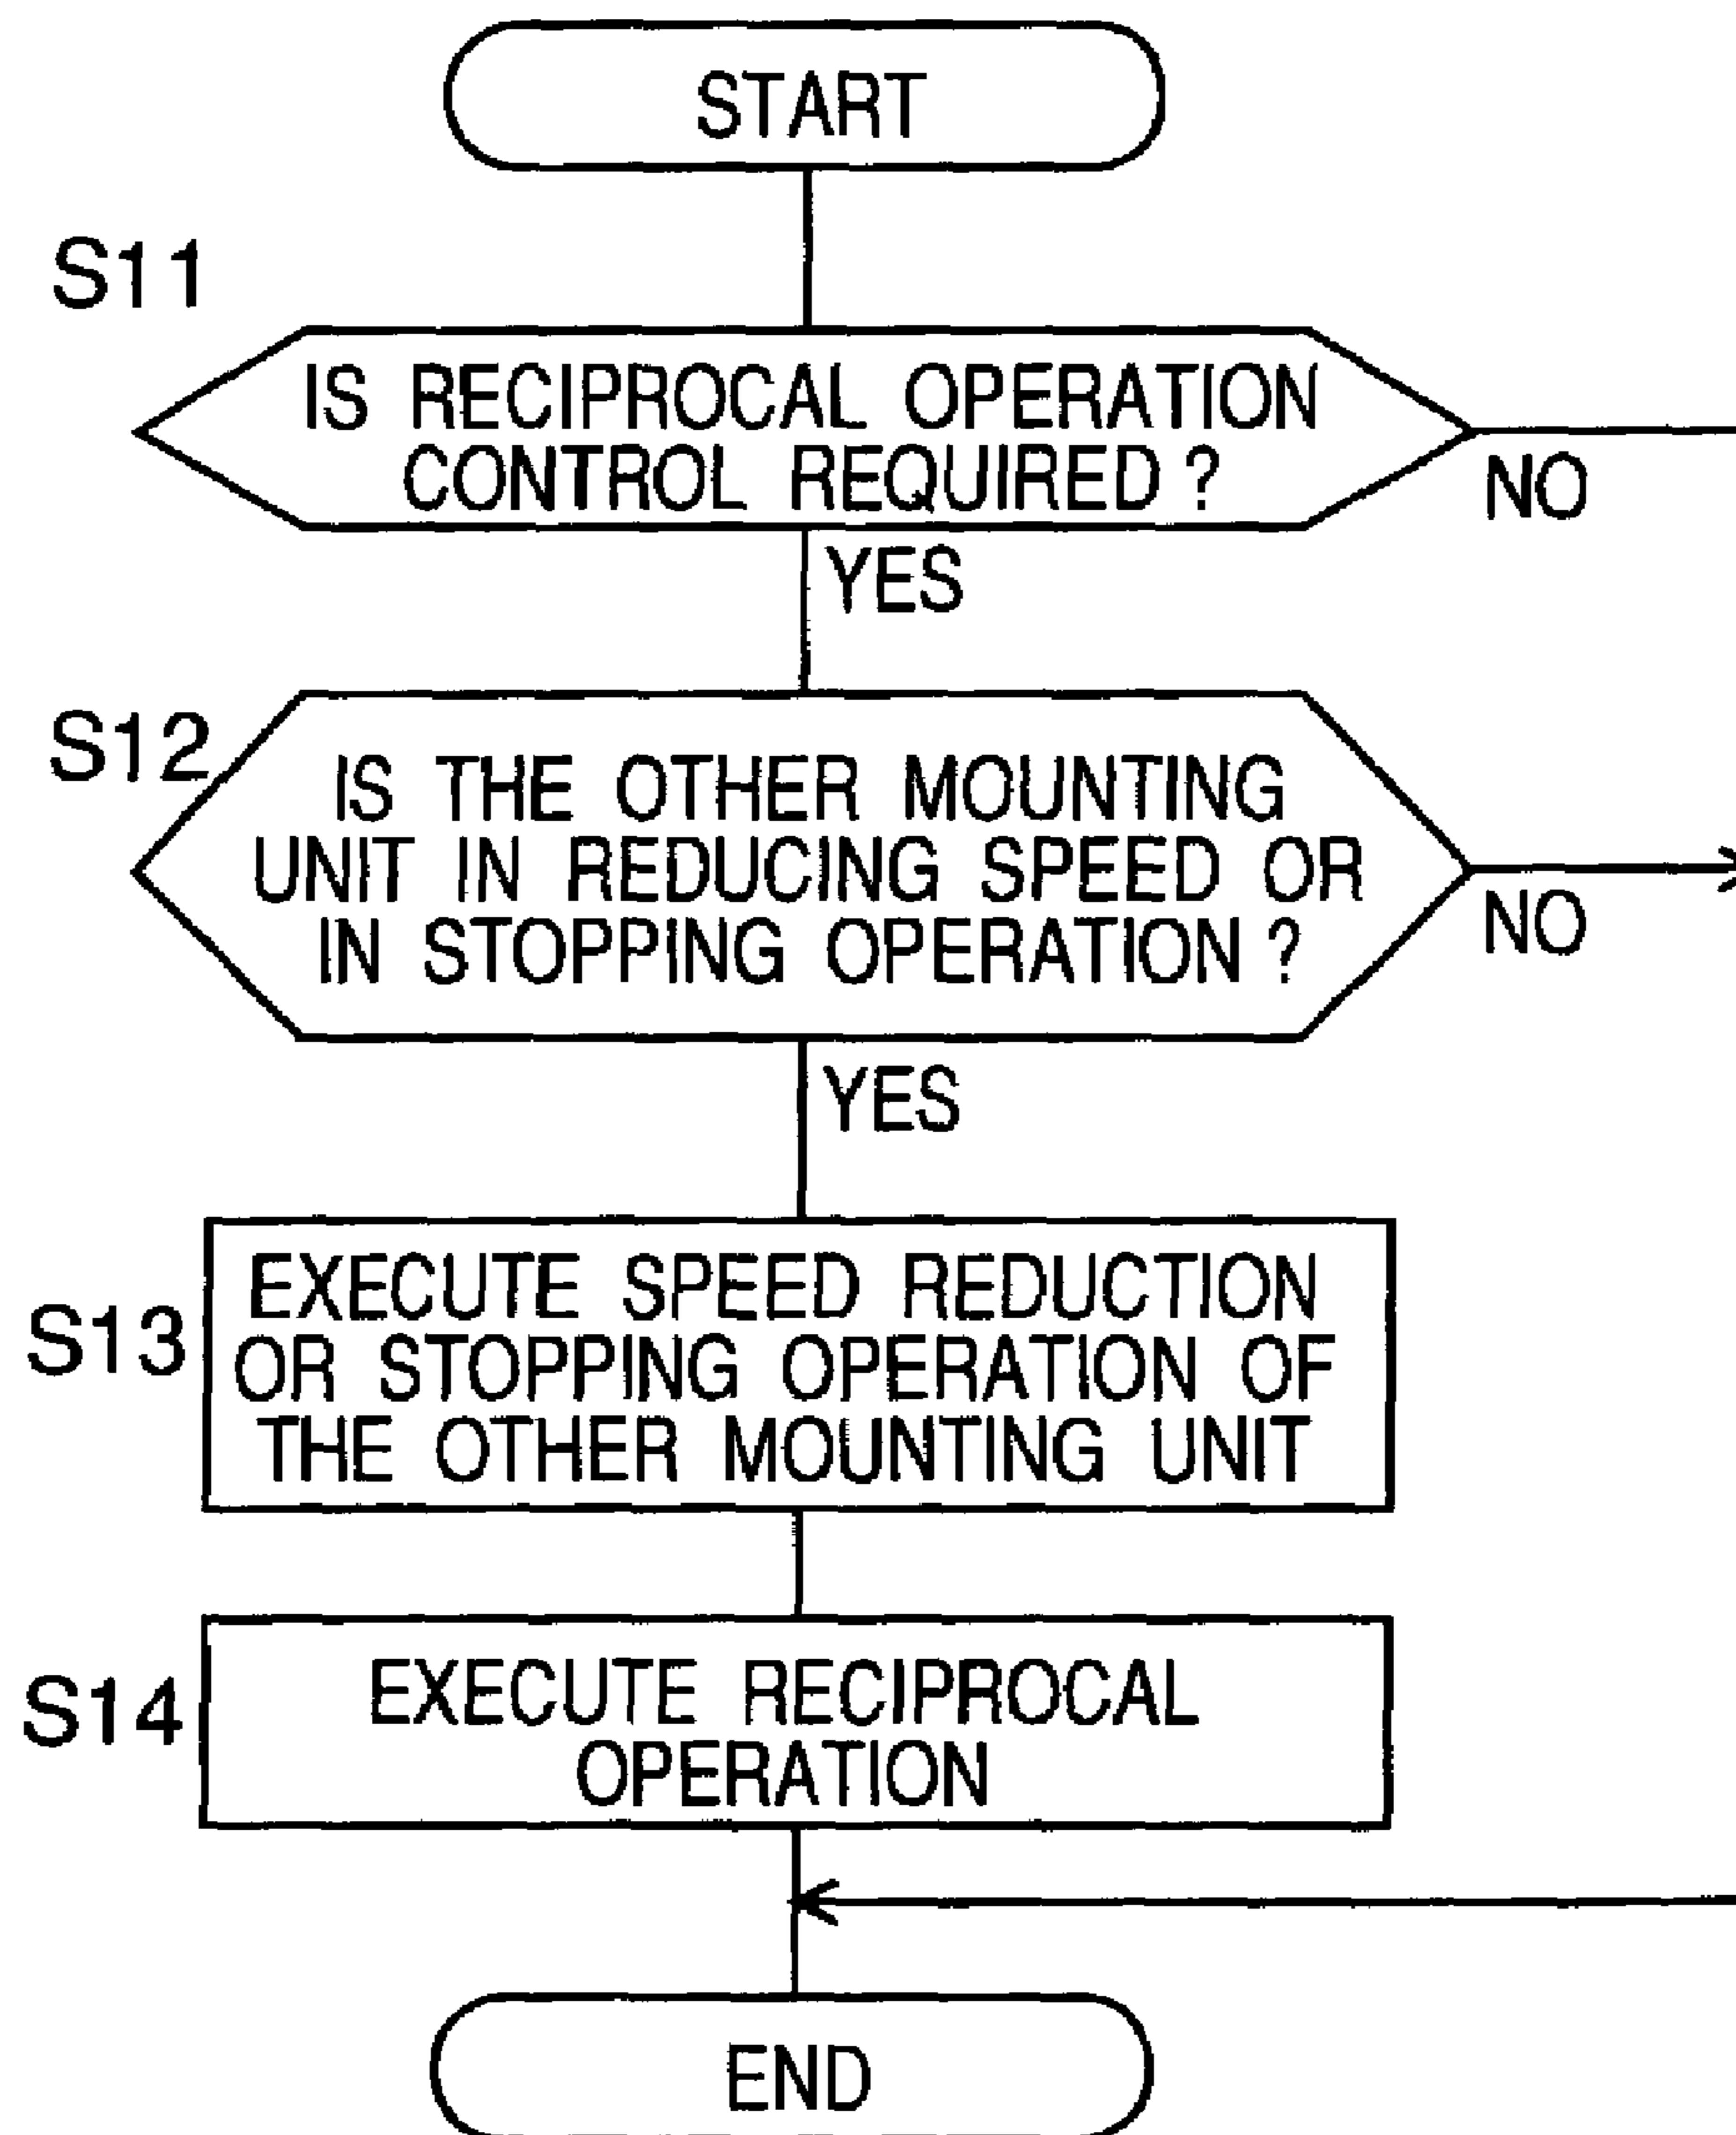 START
S11
IS RECIPROCAL OPERATION
CONTROL REQUIRED ?
NO
YES
S12
IS THE OTHER MOUNTING
UNIT IN REDUCING SPEED OR
IN STOPPING OPERATION ?
NO
YES
S13
EXECUTE SPEED REDUCTION
OR STOPPING OPERATION OF
THE OTHER MOUNTING UNIT
S14
EXECUTE RECIPROCAL
OPERATION
END